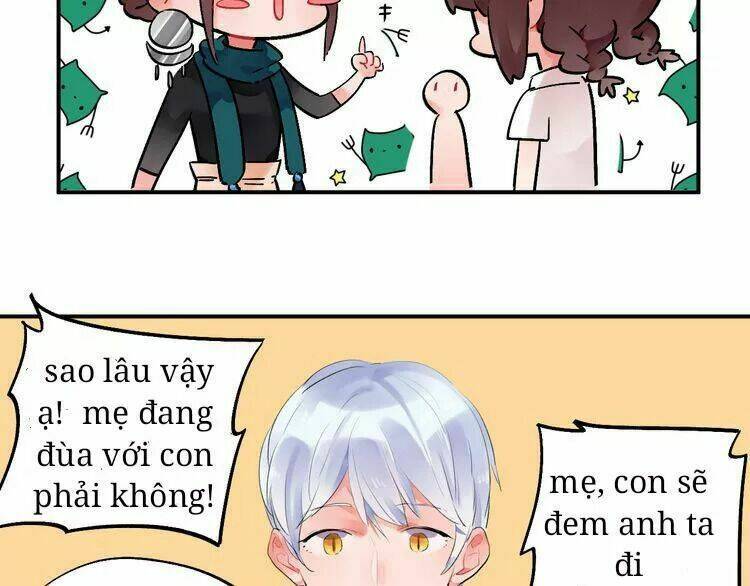 sao lâu vậy
ạ! mẹ đang
đùa với con
phải không!
mẹ, con sẽ
đem anh ta
đi